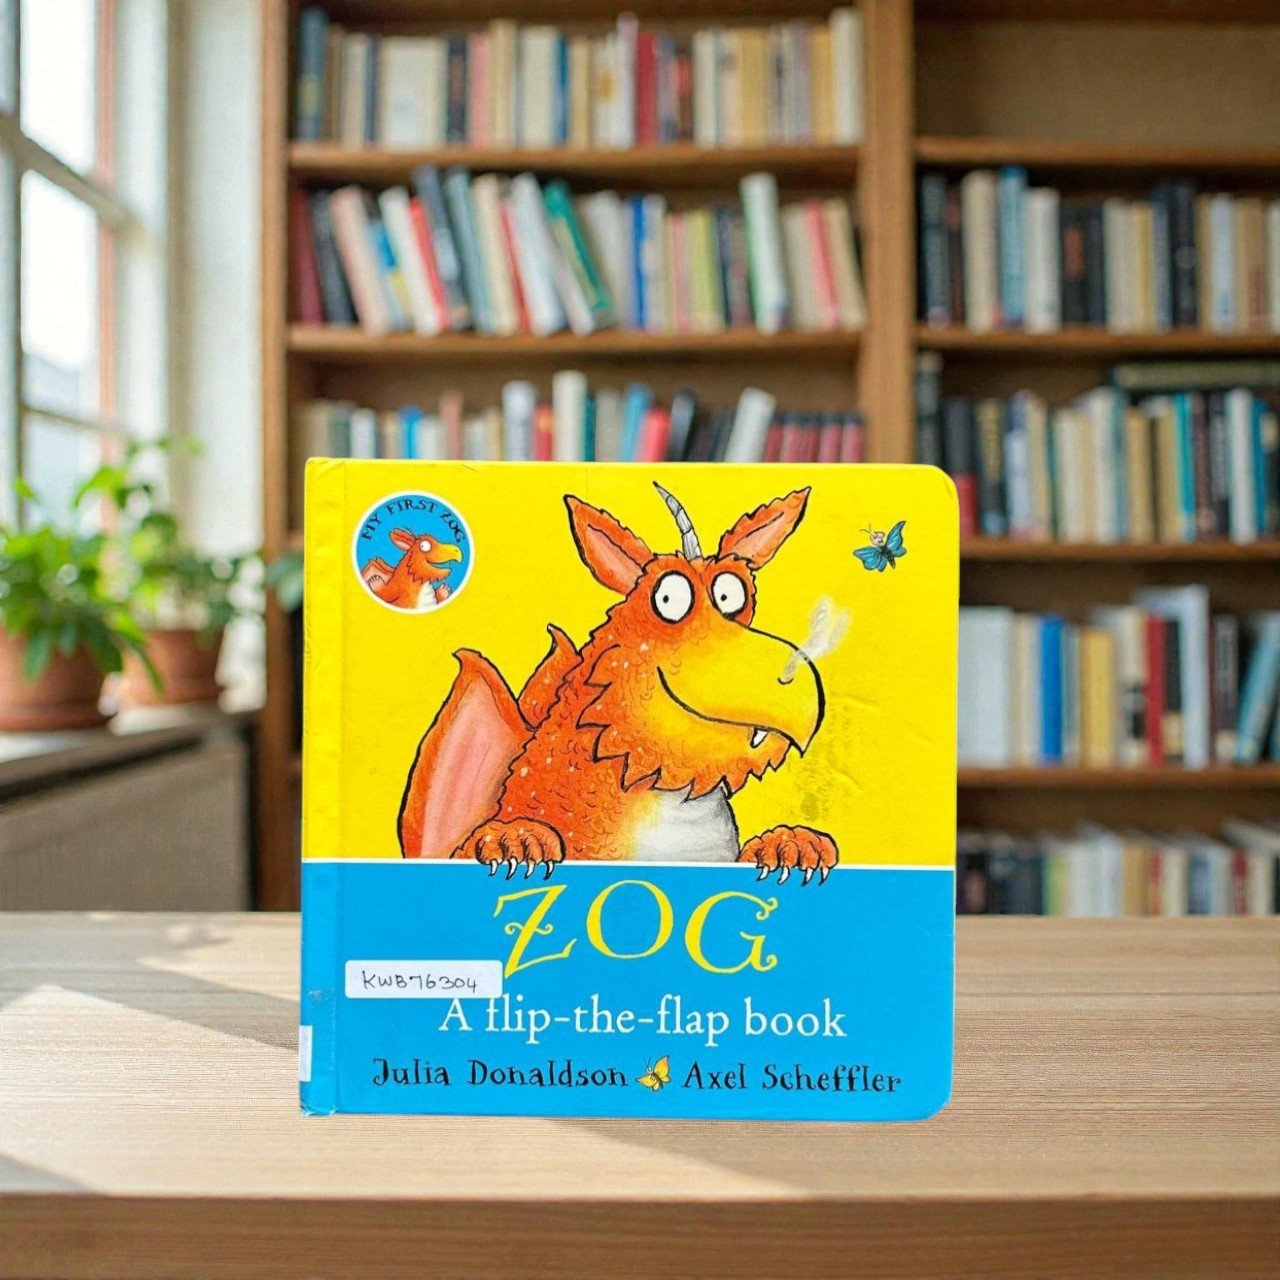 MY FIRST ZOG
ZOG
KWB76304
A flip-the-flap book
Julia Donaldson Axel Scheffler